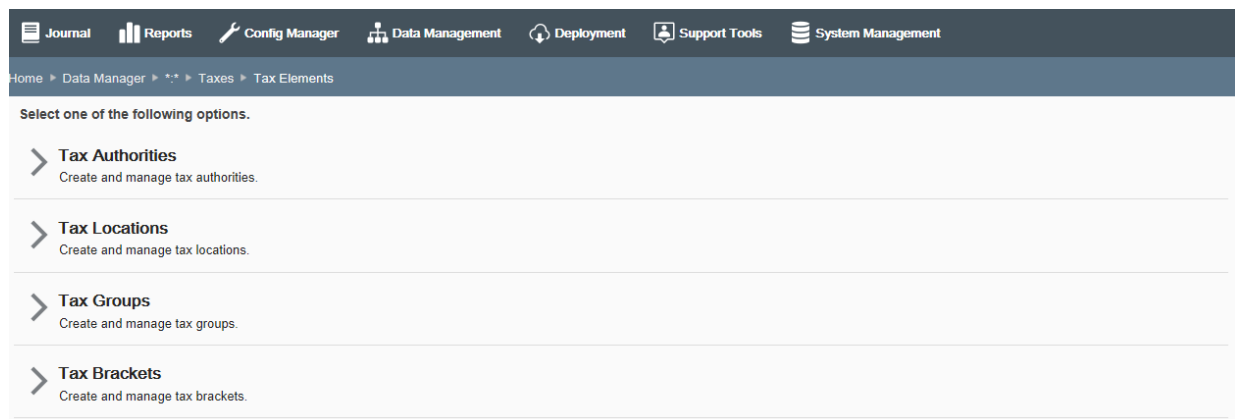 Journal Reports Config Manager Data Management Deployment Support Tools System Management
Home ▸ Data Manager ▸ *:* ▸ Taxes ▸ Tax Elements
Select one of the following options.
Tax Authorities
Create and manage tax authorities.
Tax Locations
Create and manage tax locations.
Tax Groups
Create and manage tax groups.
Tax Brackets
Create and manage tax brackets.